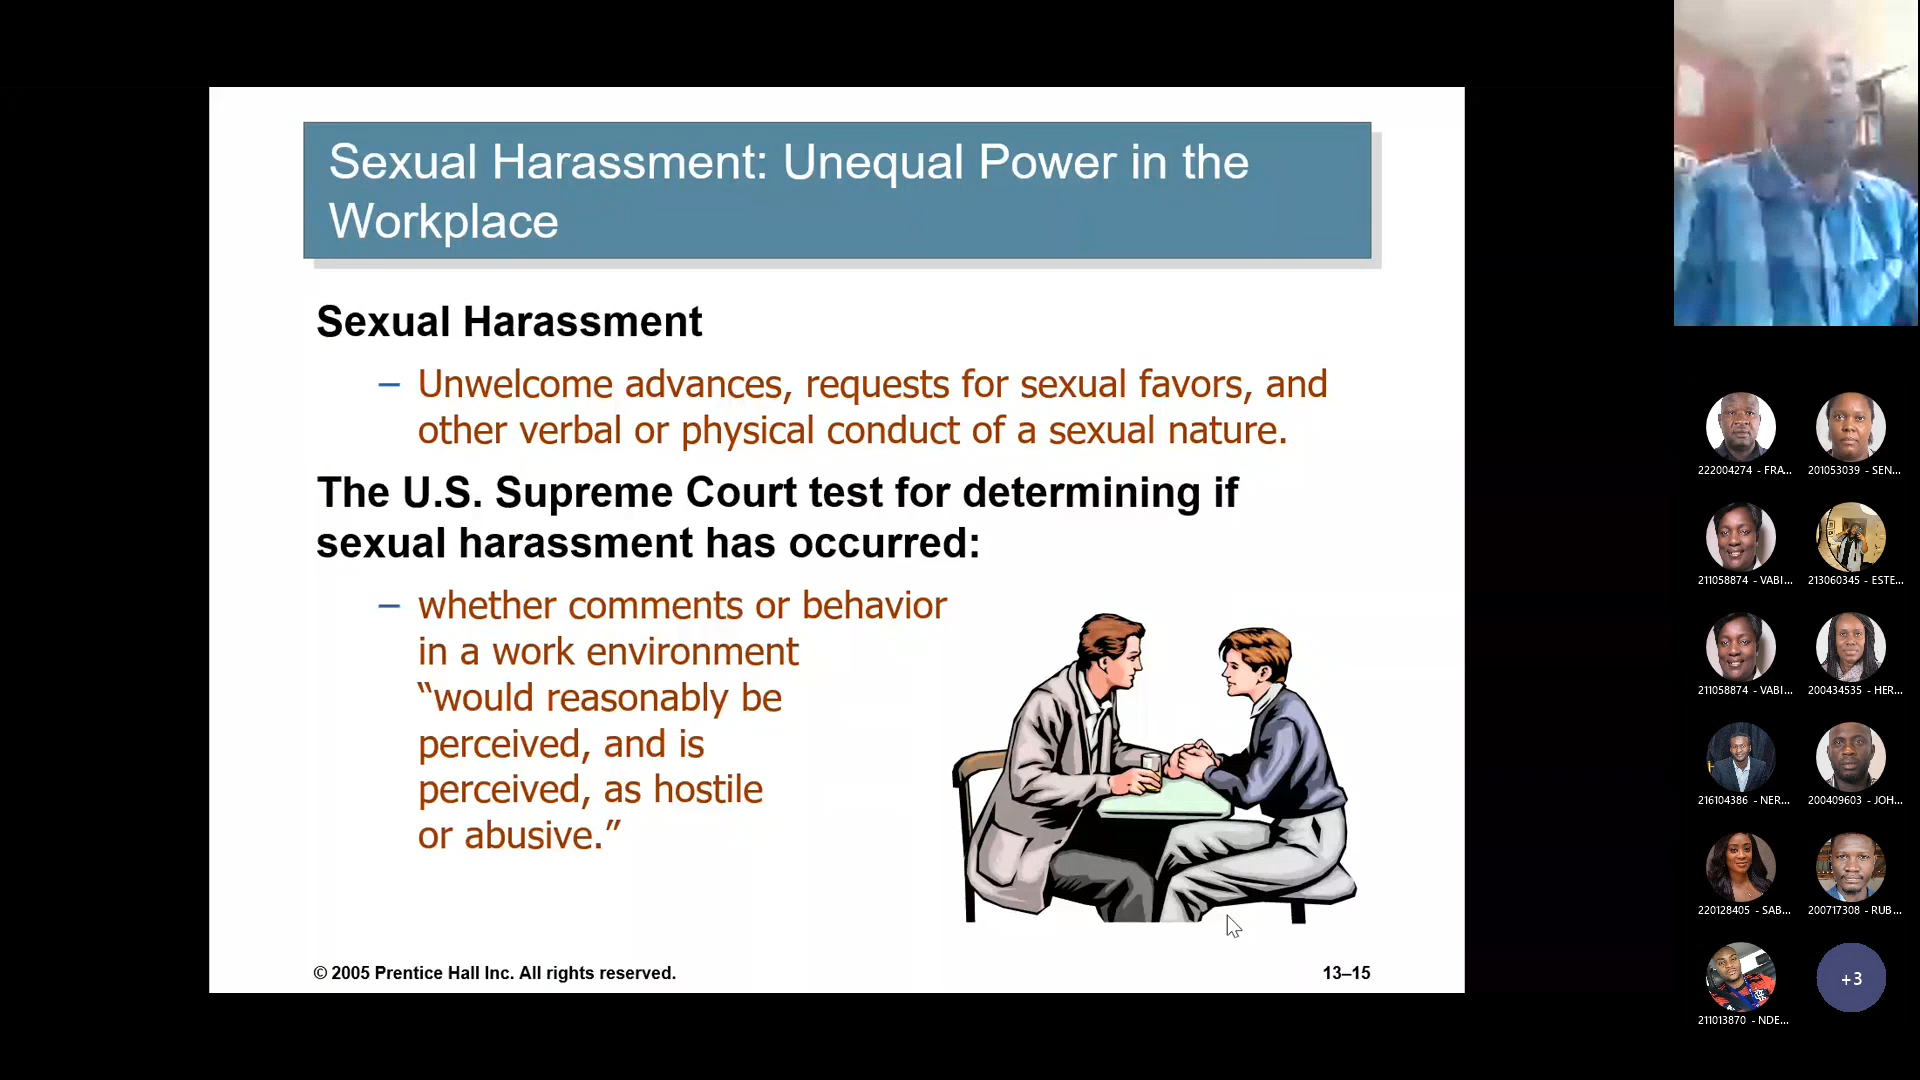 Sexual Harassment: Unequal Power in the
Workplace
Sexual Harassment
– Unwelcome advances, requests for sexual favors, and
other verbal or physical conduct of a sexual nature.
The U.S. Supreme Court test for determining if
sexual harassment has occurred:
– whether comments or behavior
in a work environment
“would reasonably be
perceived, and is
perceived, as hostile
or abusive.”
© 2005 Prentice Hall Inc. All rights reserved.
13–15
222004274 - FRA...
201053039 - SEN...
211058874 - VABI...
213060345 - ESTE...
211058874 - VABI...
200434535 - HER...
216104386 - NER...
200409603 - JOH...
220128405 - SAB...
200717308 - RUB...
211013870 - NDE...
+3